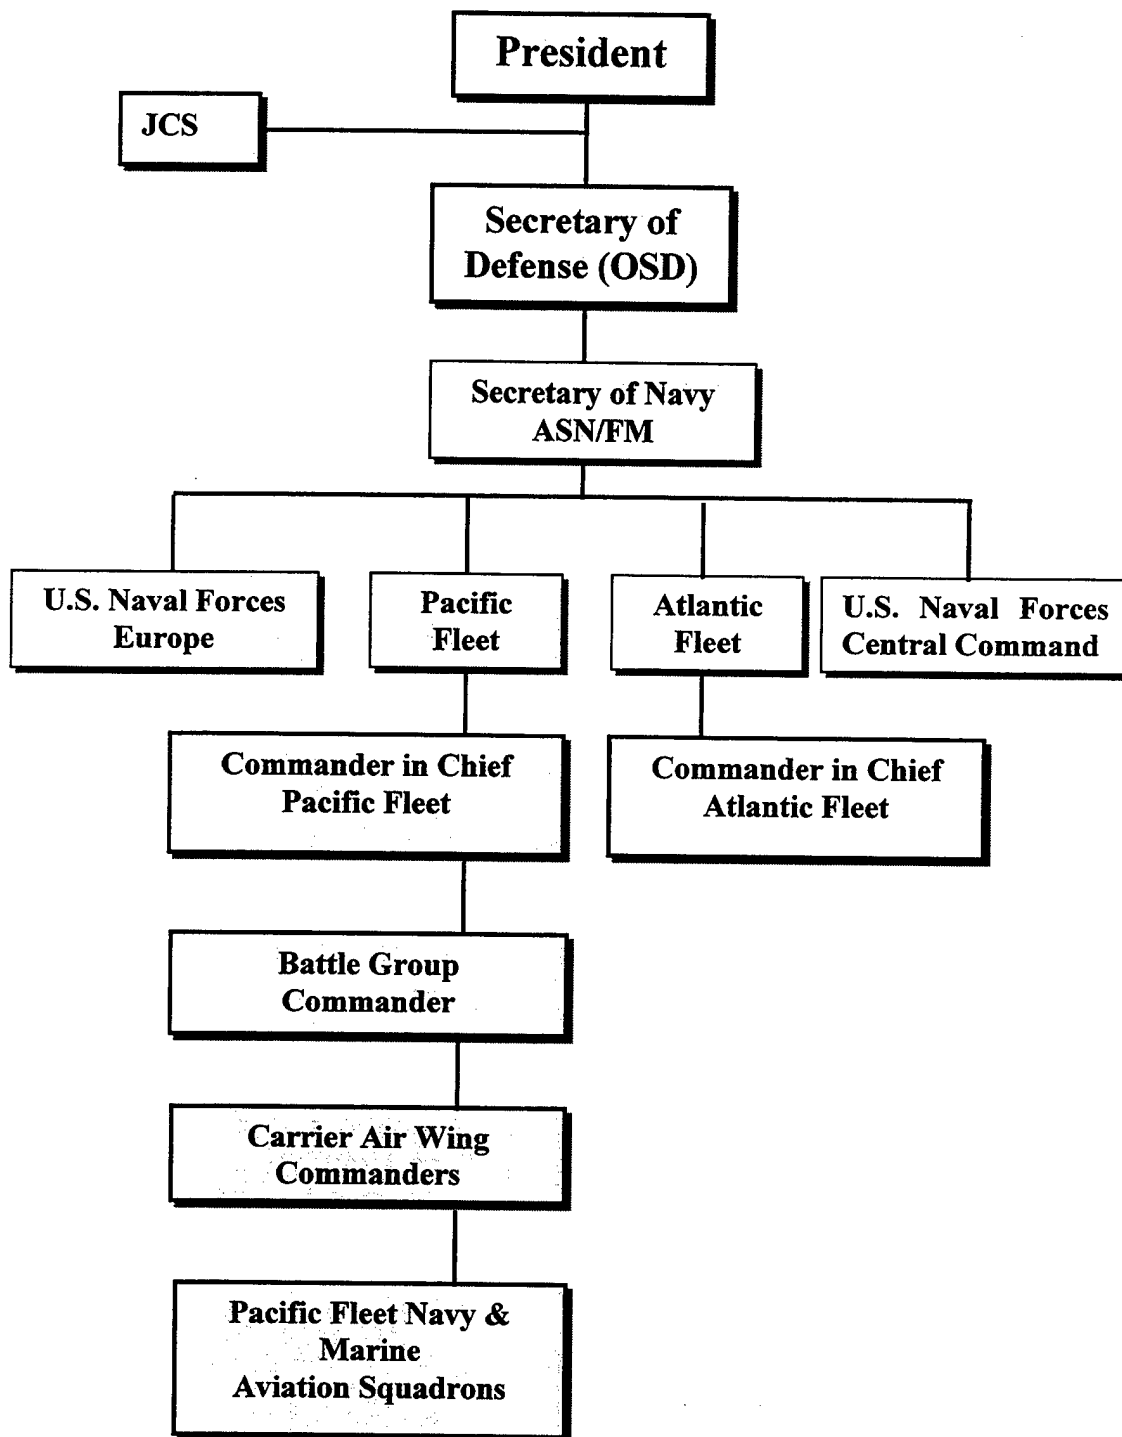 President
JCS
Secretary of
Defense (OSD)
Secretary of Navy
ASN/FM
U.S. Naval Forces
Europe
Pacific
Fleet
Atlantic
Fleet
U.S. Naval Forces
Central Command
Commander in Chief
Pacific Fleet
Commander in Chief
Atlantic Fleet
Battle Group
Commander
Carrier Air Wing
Commanders
Pacific Fleet Navy &
Marine
Aviation Squadrons